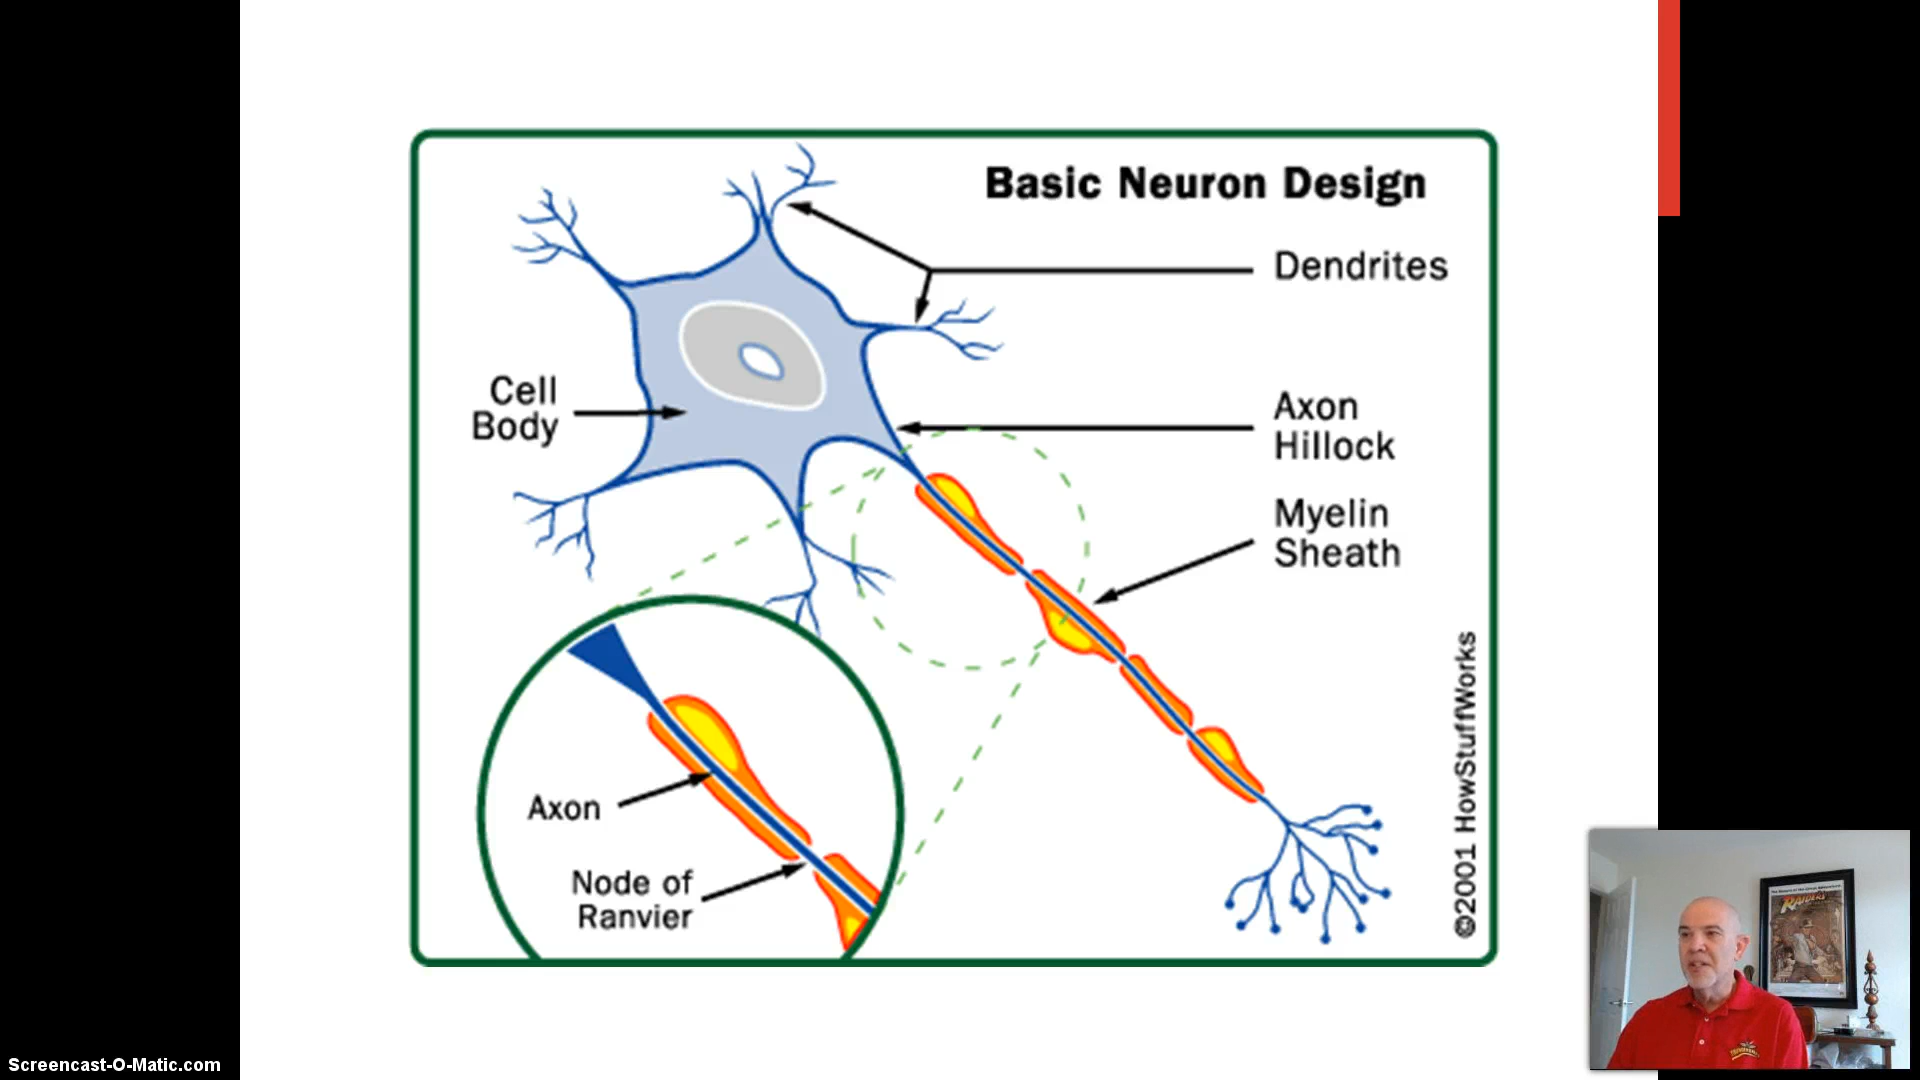 Basic Neuron Design
Dendrites
Cell
Body
Axon
Hillock
Myelin
Sheath
Axon
Node of
Ranvier
©2001 HowStuffWorks
RAIDERS
Screencast-O-Matic.com